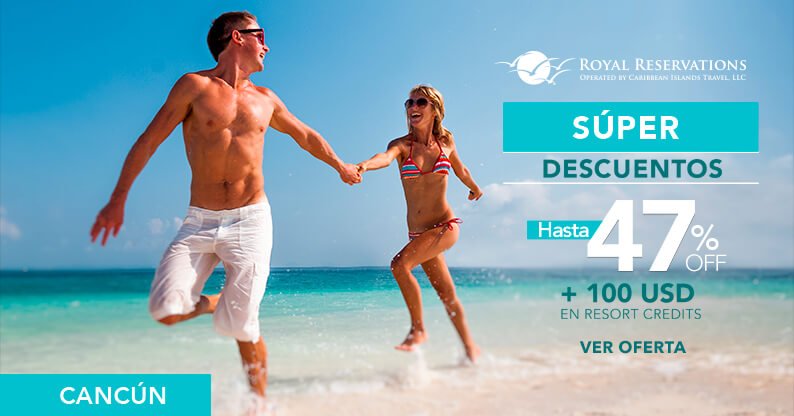 ROYAL RESERVATIONS
OPERATED BY CARIBBEAN ISLANDS TRAVEL, LLC
SÚPER
DESCUENTOS
Hasta 47% OFF
+ 100 USD
EN RESORT CREDITS
VER OFERTA
CANCÚN